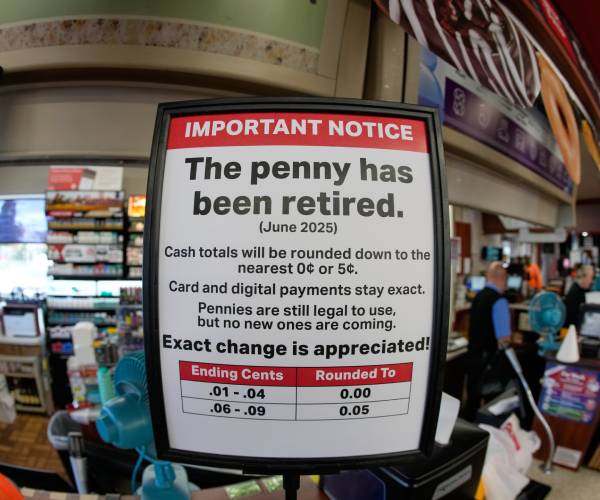 IMPORTANT NOTICE
The penny has
been retired.
(June 2025)
Cash totals will be rounded down to the
nearest 0¢ or 5¢.
Card and digital payments stay exact.
Pennies are still legal to use,
but no new ones are coming.
Exact change is appreciated!
Ending Cents Rounded To
.01 - .04 0.00
.06 - .09 0.05